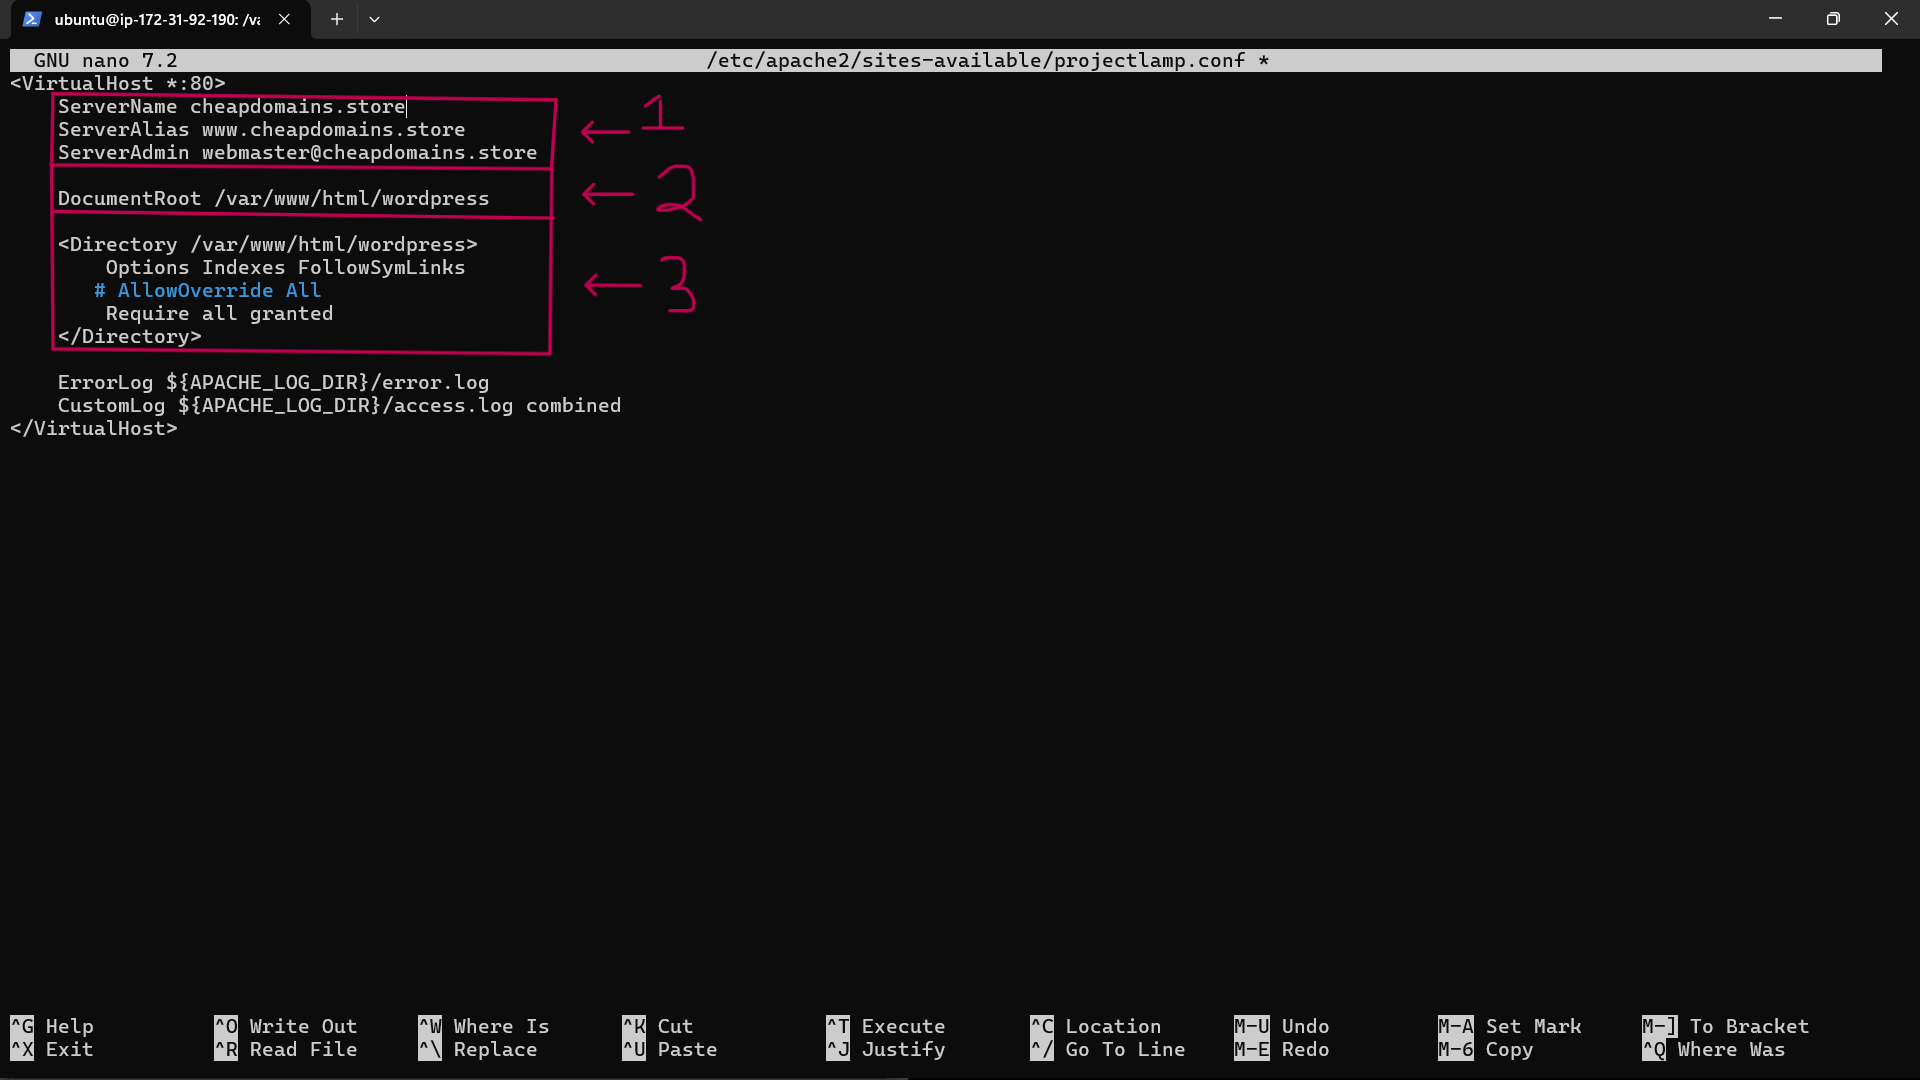 ubuntu@ip-172-31-92-190: /va
GNU nano 7.2 /etc/apache2/sites-available/projectlamp.conf *
<VirtualHost *:80>
    ServerName cheapdomains.store
    ServerAlias www.cheapdomains.store
    ServerAdmin webmaster@cheapdomains.store
1
    DocumentRoot /var/www/html/wordpress
2
    <Directory /var/www/html/wordpress>
        Options Indexes FollowSymLinks
       # AllowOverride All
        Require all granted
    </Directory>
3
    ErrorLog ${APACHE_LOG_DIR}/error.log
    CustomLog ${APACHE_LOG_DIR}/access.log combined
</VirtualHost>
^G Help ^O Write Out ^W Where Is ^K Cut ^T Execute ^C Location M-U Undo M-A Set Mark M-] To Bracket
^X Exit ^R Read File ^\ Replace ^U Paste ^J Justify ^/ Go To Line M-E Redo M-6 Copy ^Q Where Was